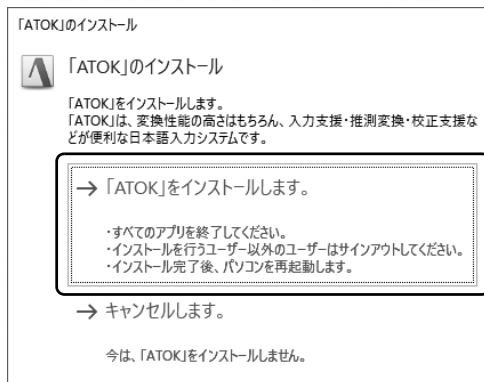 「ATOK」のインストール
「ATOK」のインストール
「ATOK」をインストールします。
「ATOK」は、変換性能の高さはもちろん、入力支援・推測変換・校正支援な
どが便利な日本語入力システムです。
→ 「ATOK」をインストールします。
・すべてのアプリを終了してください。
・インストールを行うユーザー以外のユーザーはサインアウトしてください。
・インストール完了後、パソコンを再起動します。
→ キャンセルします。
今は、「ATOK」をインストールしません。